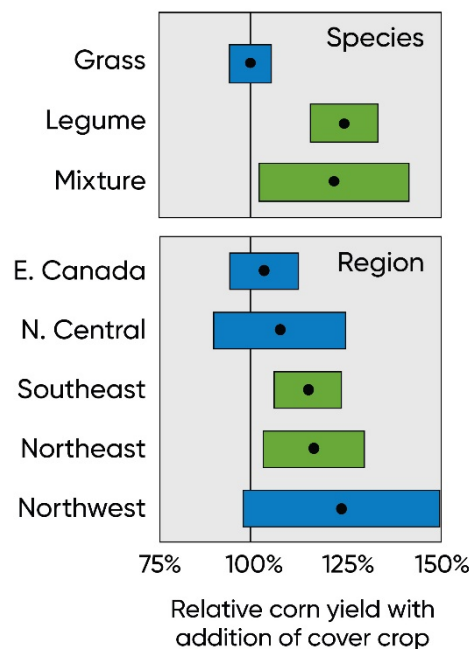 Species
Grass
Legume
Mixture
Region
E. Canada
N. Central
Southeast
Northeast
Northwest
75% 100% 125% 150%
Relative corn yield with
addition of cover crop